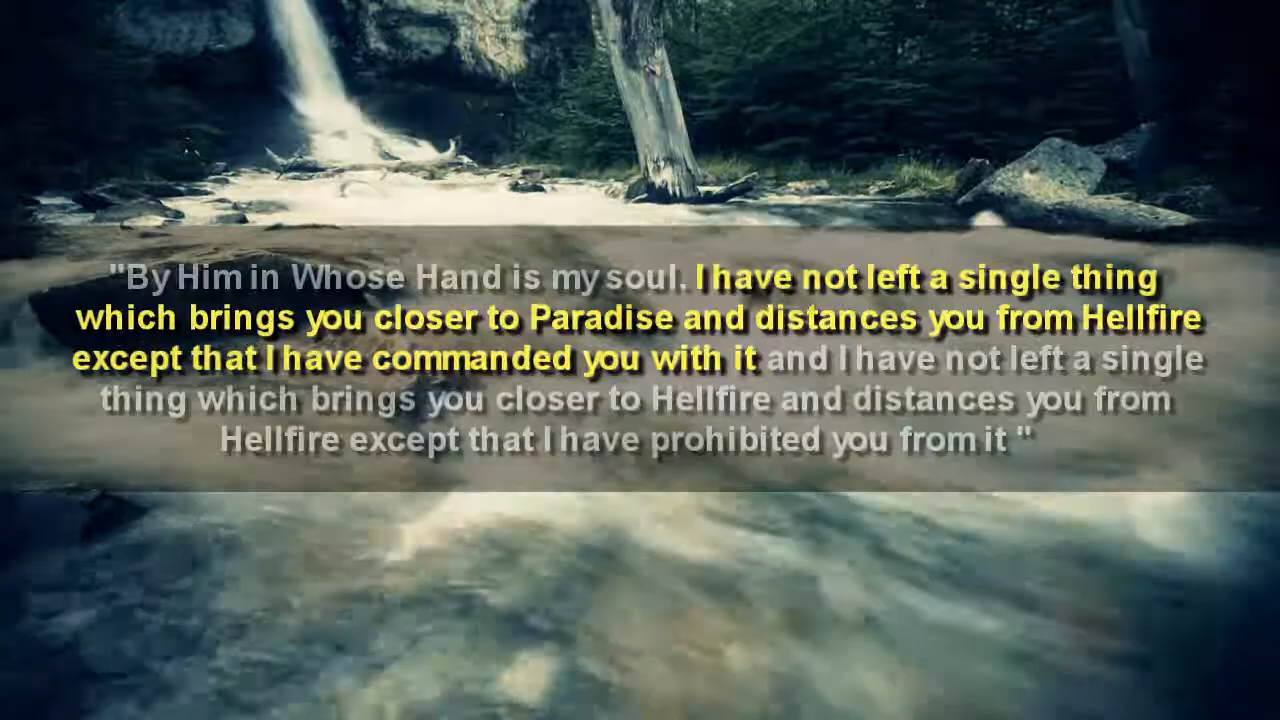 "By Him in Whose Hand is my soul. I have not left a single thing
which brings you closer to Paradise and distances you from Hellfire
except that I have commanded you with it and I have not left a single
thing which brings you closer to Hellfire and distances you from
Hellfire except that I have prohibited you from it "